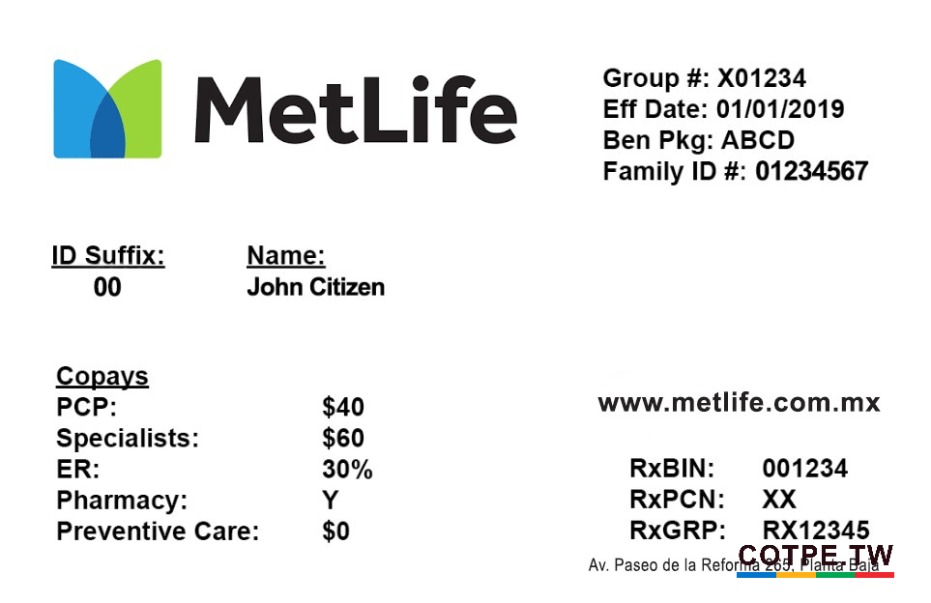 MetLife
Group #: X01234
Eff Date: 01/01/2019
Ben Pkg: ABCD
Family ID #: 01234567
ID Suffix: Name:
00 John Citizen
Copays
PCP: $40
Specialists: $60
ER: 30%
Pharmacy: Y
Preventive Care: $0
www.metlife.com.mx
RxBIN: 001234
RxPCN: XX
RxGRP: RX12345
Av. Paseo de la Reforma 265, Planta Baja
COTPE.TW